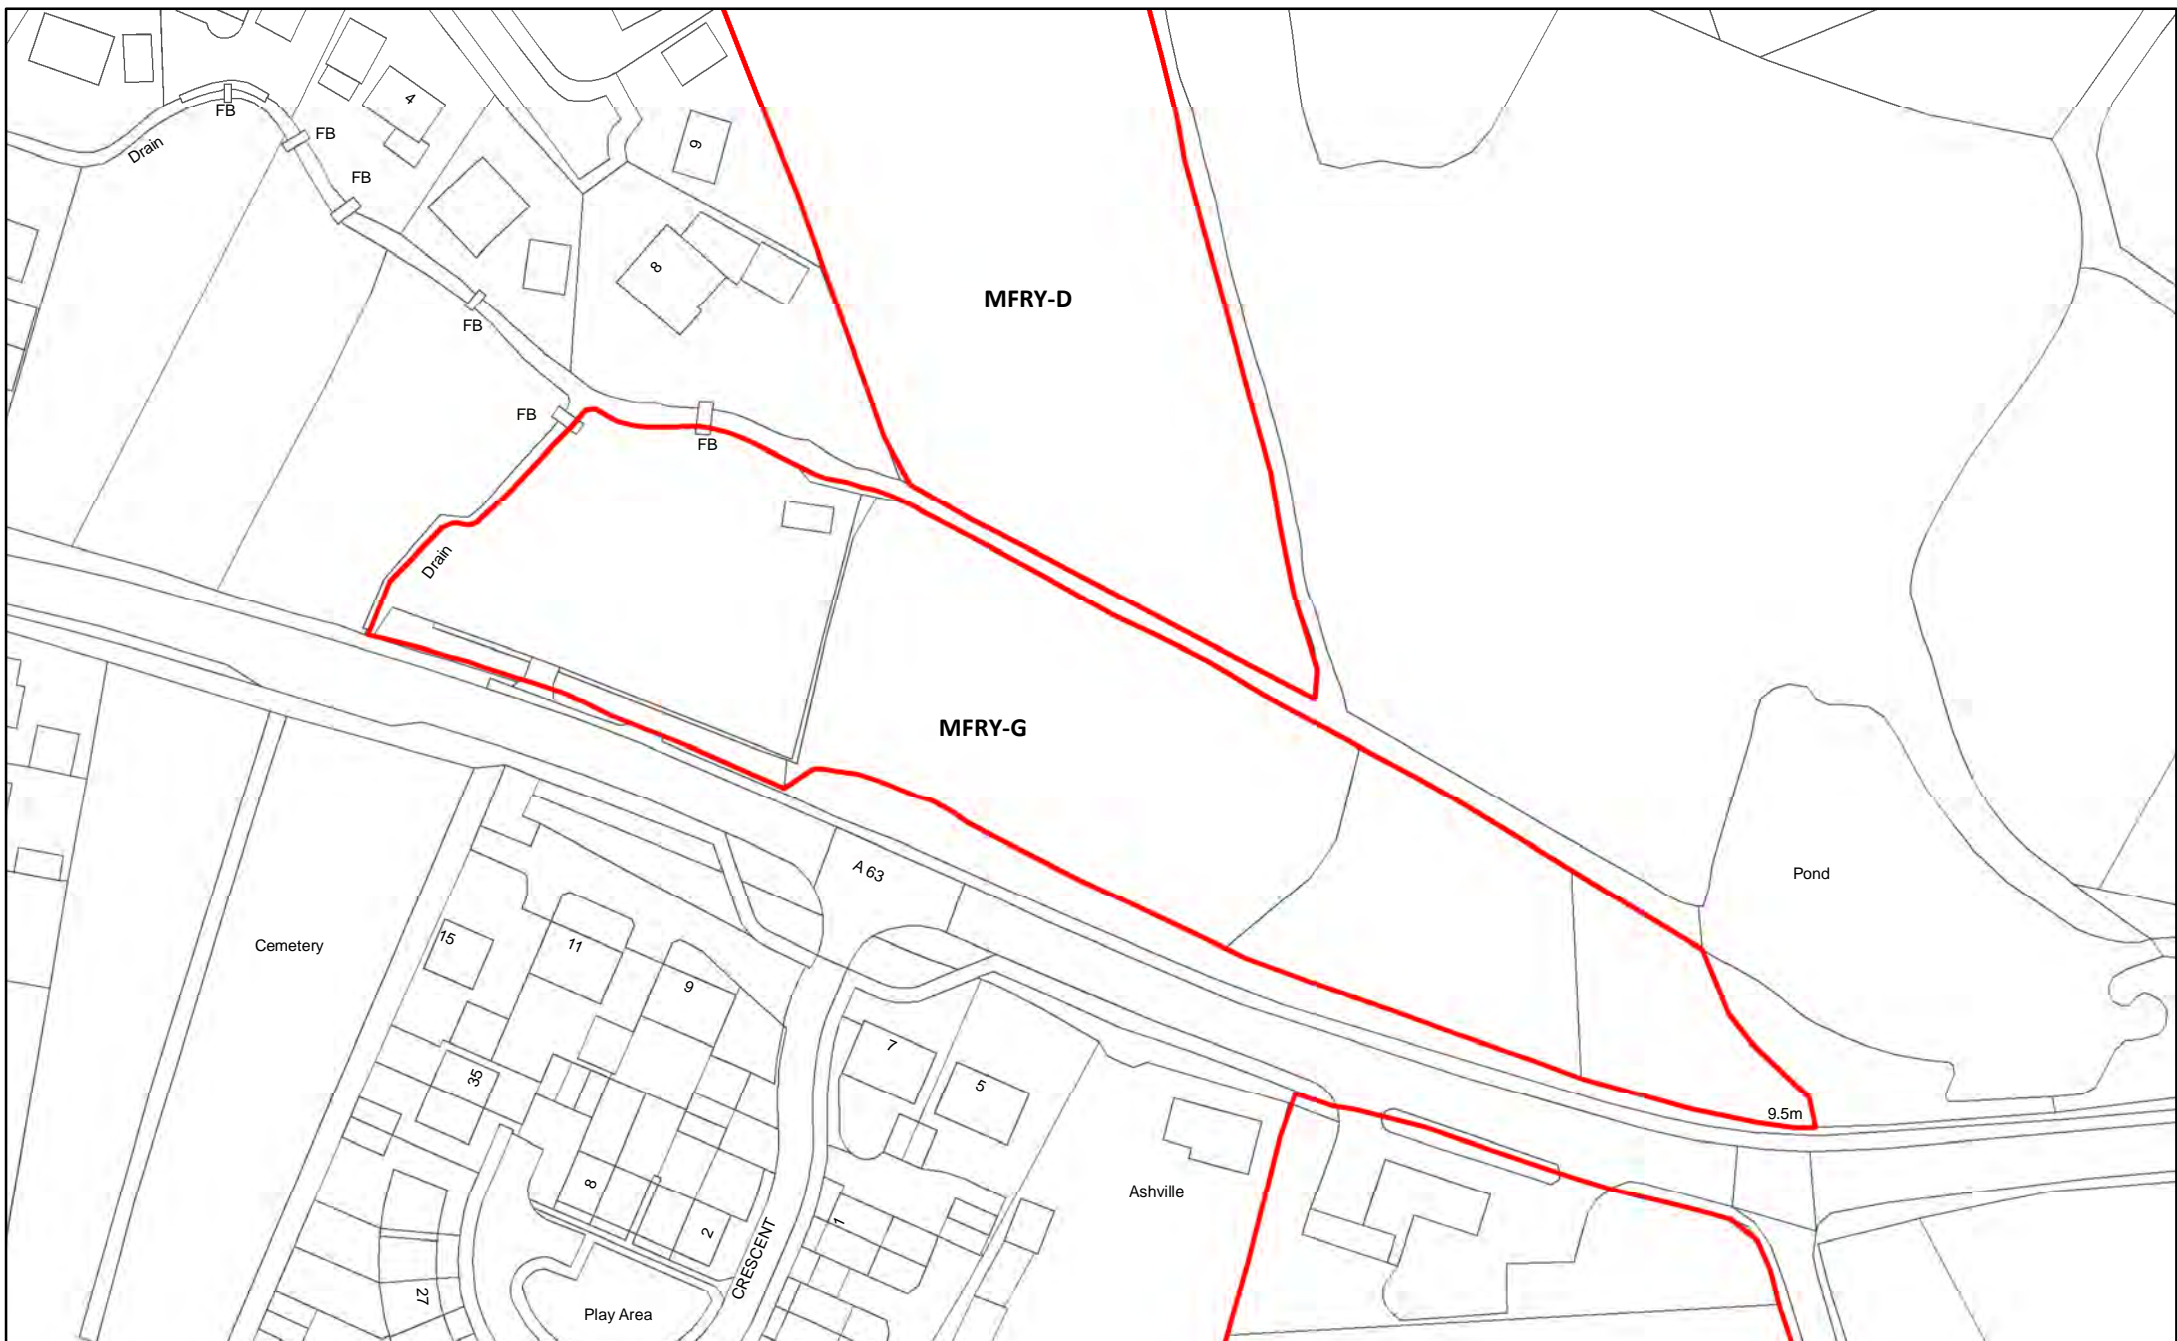 4
FB
FB
Drain
9
FB
8
MFRY-D
FB
FB
FB
Drain
MFRY-G
A 63
Pond
Cemetery
15
11
9
7
35
5
9.5m
8
Ashville
2
1
CRESCENT
27
Play Area